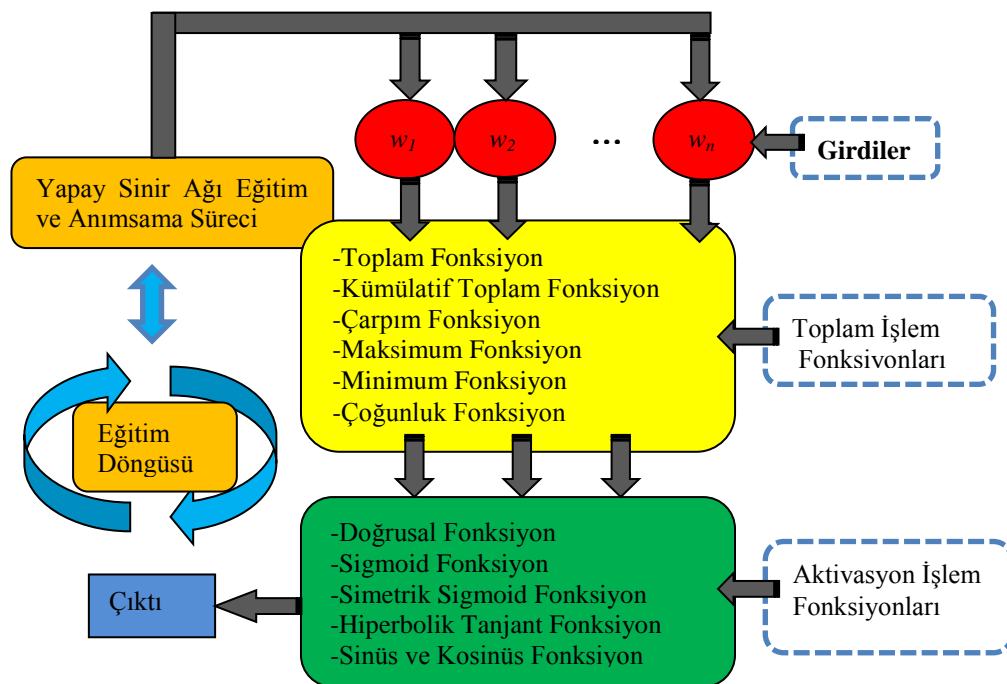 w1
w2
...
wn
Girdiler
Yapay Sinir Ağı Eğitim
ve Anımsama Süreci
-Toplam Fonksiyon
-Kümülatif Toplam Fonksiyon
-Çarpım Fonksiyon
-Maksimum Fonksiyon
-Minimum Fonksiyon
-Çoğunluk Fonksiyon
Toplam İşlem
Fonksivonları
Eğitim
Döngüsü
-Doğrusal Fonksiyon
-Sigmoid Fonksiyon
-Simetrik Sigmoid Fonksiyon
-Hiperbolik Tanjant Fonksiyon
-Sinüs ve Kosinüs Fonksiyon
Aktivasyon İşlem
Fonksiyonları
Çıktı